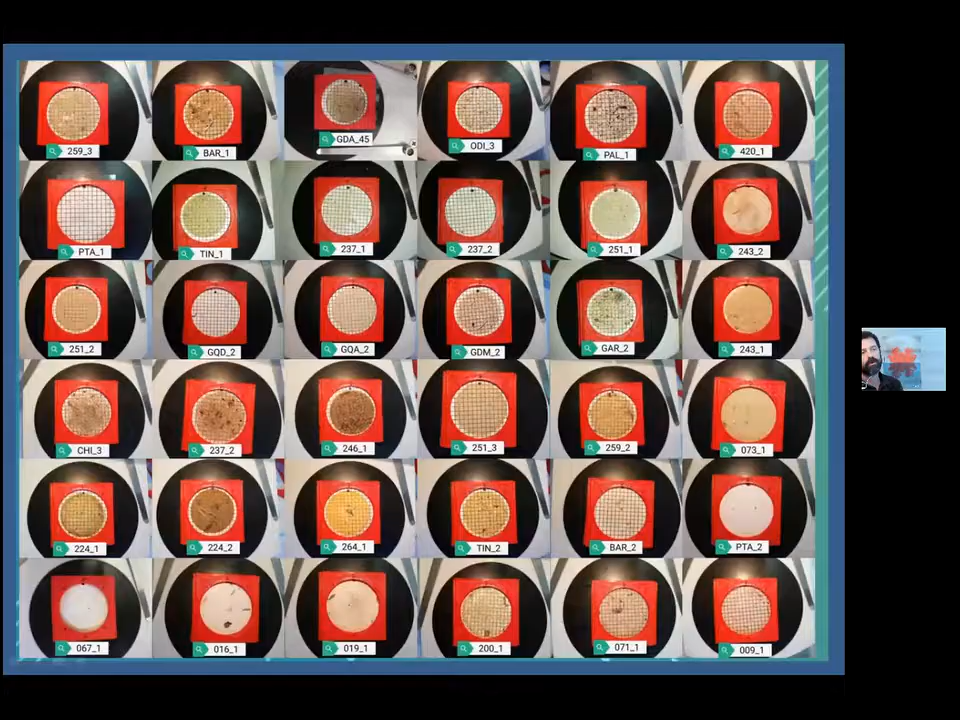 259_3 BAR_1 GDA_45 ODI_3 PAL_1 420_1
PTA_1 TIN_1 237_1 237_2 251_1 243_2
251_2 GQD_2 GQA_2 GDM_2 GAR_2 243_1
CHI_3 237_2 246_1 251_3 259_2 073_1
224_1 224_2 264_1 TIN_2 BAR_2 PTA_2
067_1 016_1 019_1 200_1 071_1 009_1